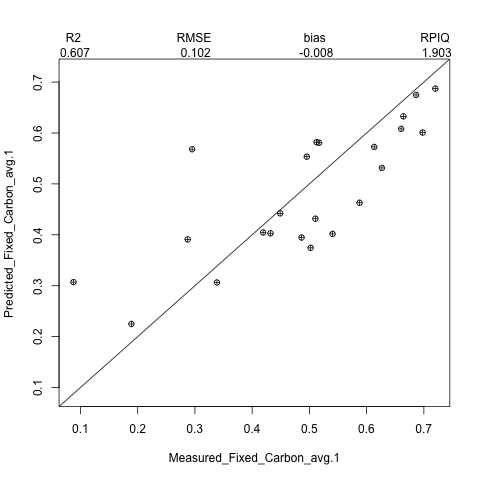 R2 RMSE bias RPIQ
0.607 0.102 -0.008 1.903
Predicted_Fixed_Carbon_avg.1
0.7
0.6
0.5
0.4
0.3
0.2
0.1
0.1 0.2 0.3 0.4 0.5 0.6 0.7
Measured_Fixed_Carbon_avg.1